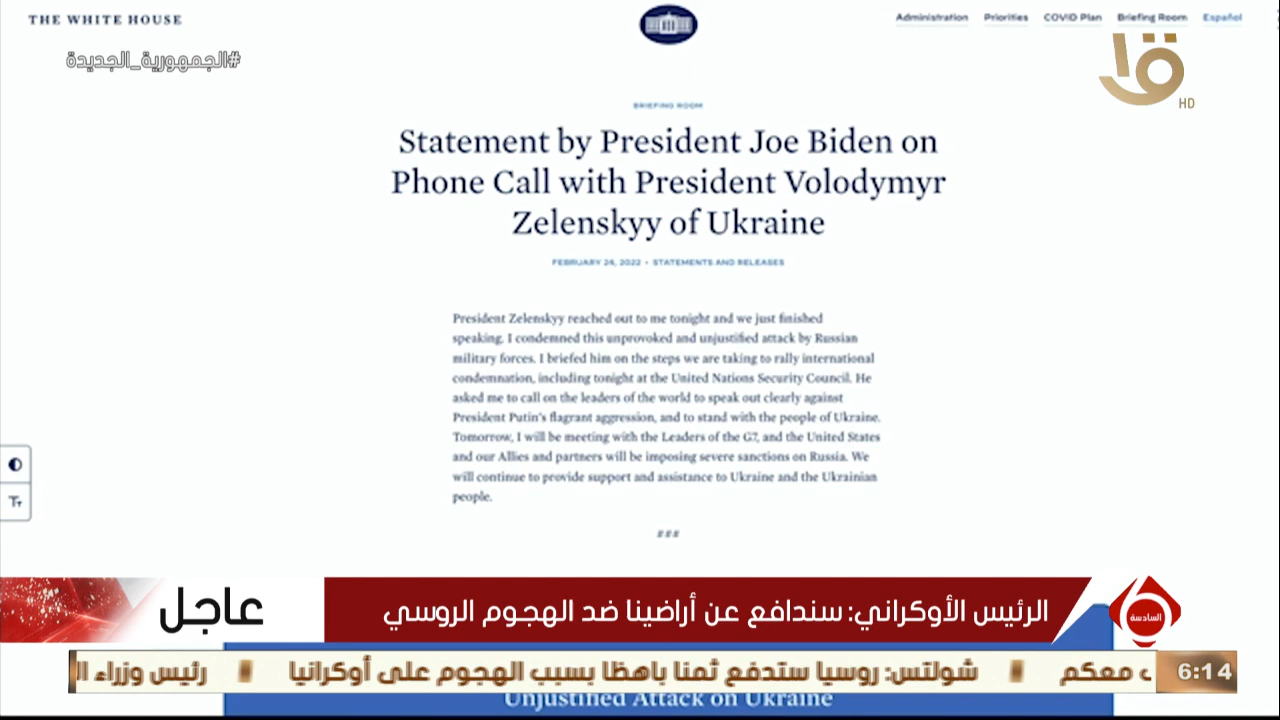 THE WHITE HOUSE
Administration Priorities COVID Plan Briefing Room Español
#الجمهورية_الجديدة
HD
BRIEFING ROOM
Statement by President Joe Biden on
Phone Call with President Volodymyr
Zelenskyy of Ukraine
FEBRUARY 24, 2022 • STATEMENTS AND RELEASES
President Zelenskyy reached out to me tonight and we just finished
speaking. I condemned this unprovoked and unjustified attack by Russian
military forces. I briefed him on the steps we are taking to rally international
condemnation, including tonight at the United Nations Security Council. He
asked me to call on the leaders of the world to speak out clearly against
President Putin's flagrant aggression, and to stand with the people of Ukraine.
Tomorrow, I will be meeting with the Leaders of the G7, and the United States
and our Allies and partners will be imposing severe sanctions on Russia. We
will continue to provide support and assistance to Ukraine and the Ukrainian
people.
###
Tт
السادسة
الرئيس الأوكراني: سندافع عن أراضينا ضد الهجوم الروسي
عاجل
6:14
معكم
شولتس: روسيا ستدفع ثمنا باهظا بسبب الهجوم على أوكرانيا
رئيس وزراء
Unjustified Attack on Ukraine